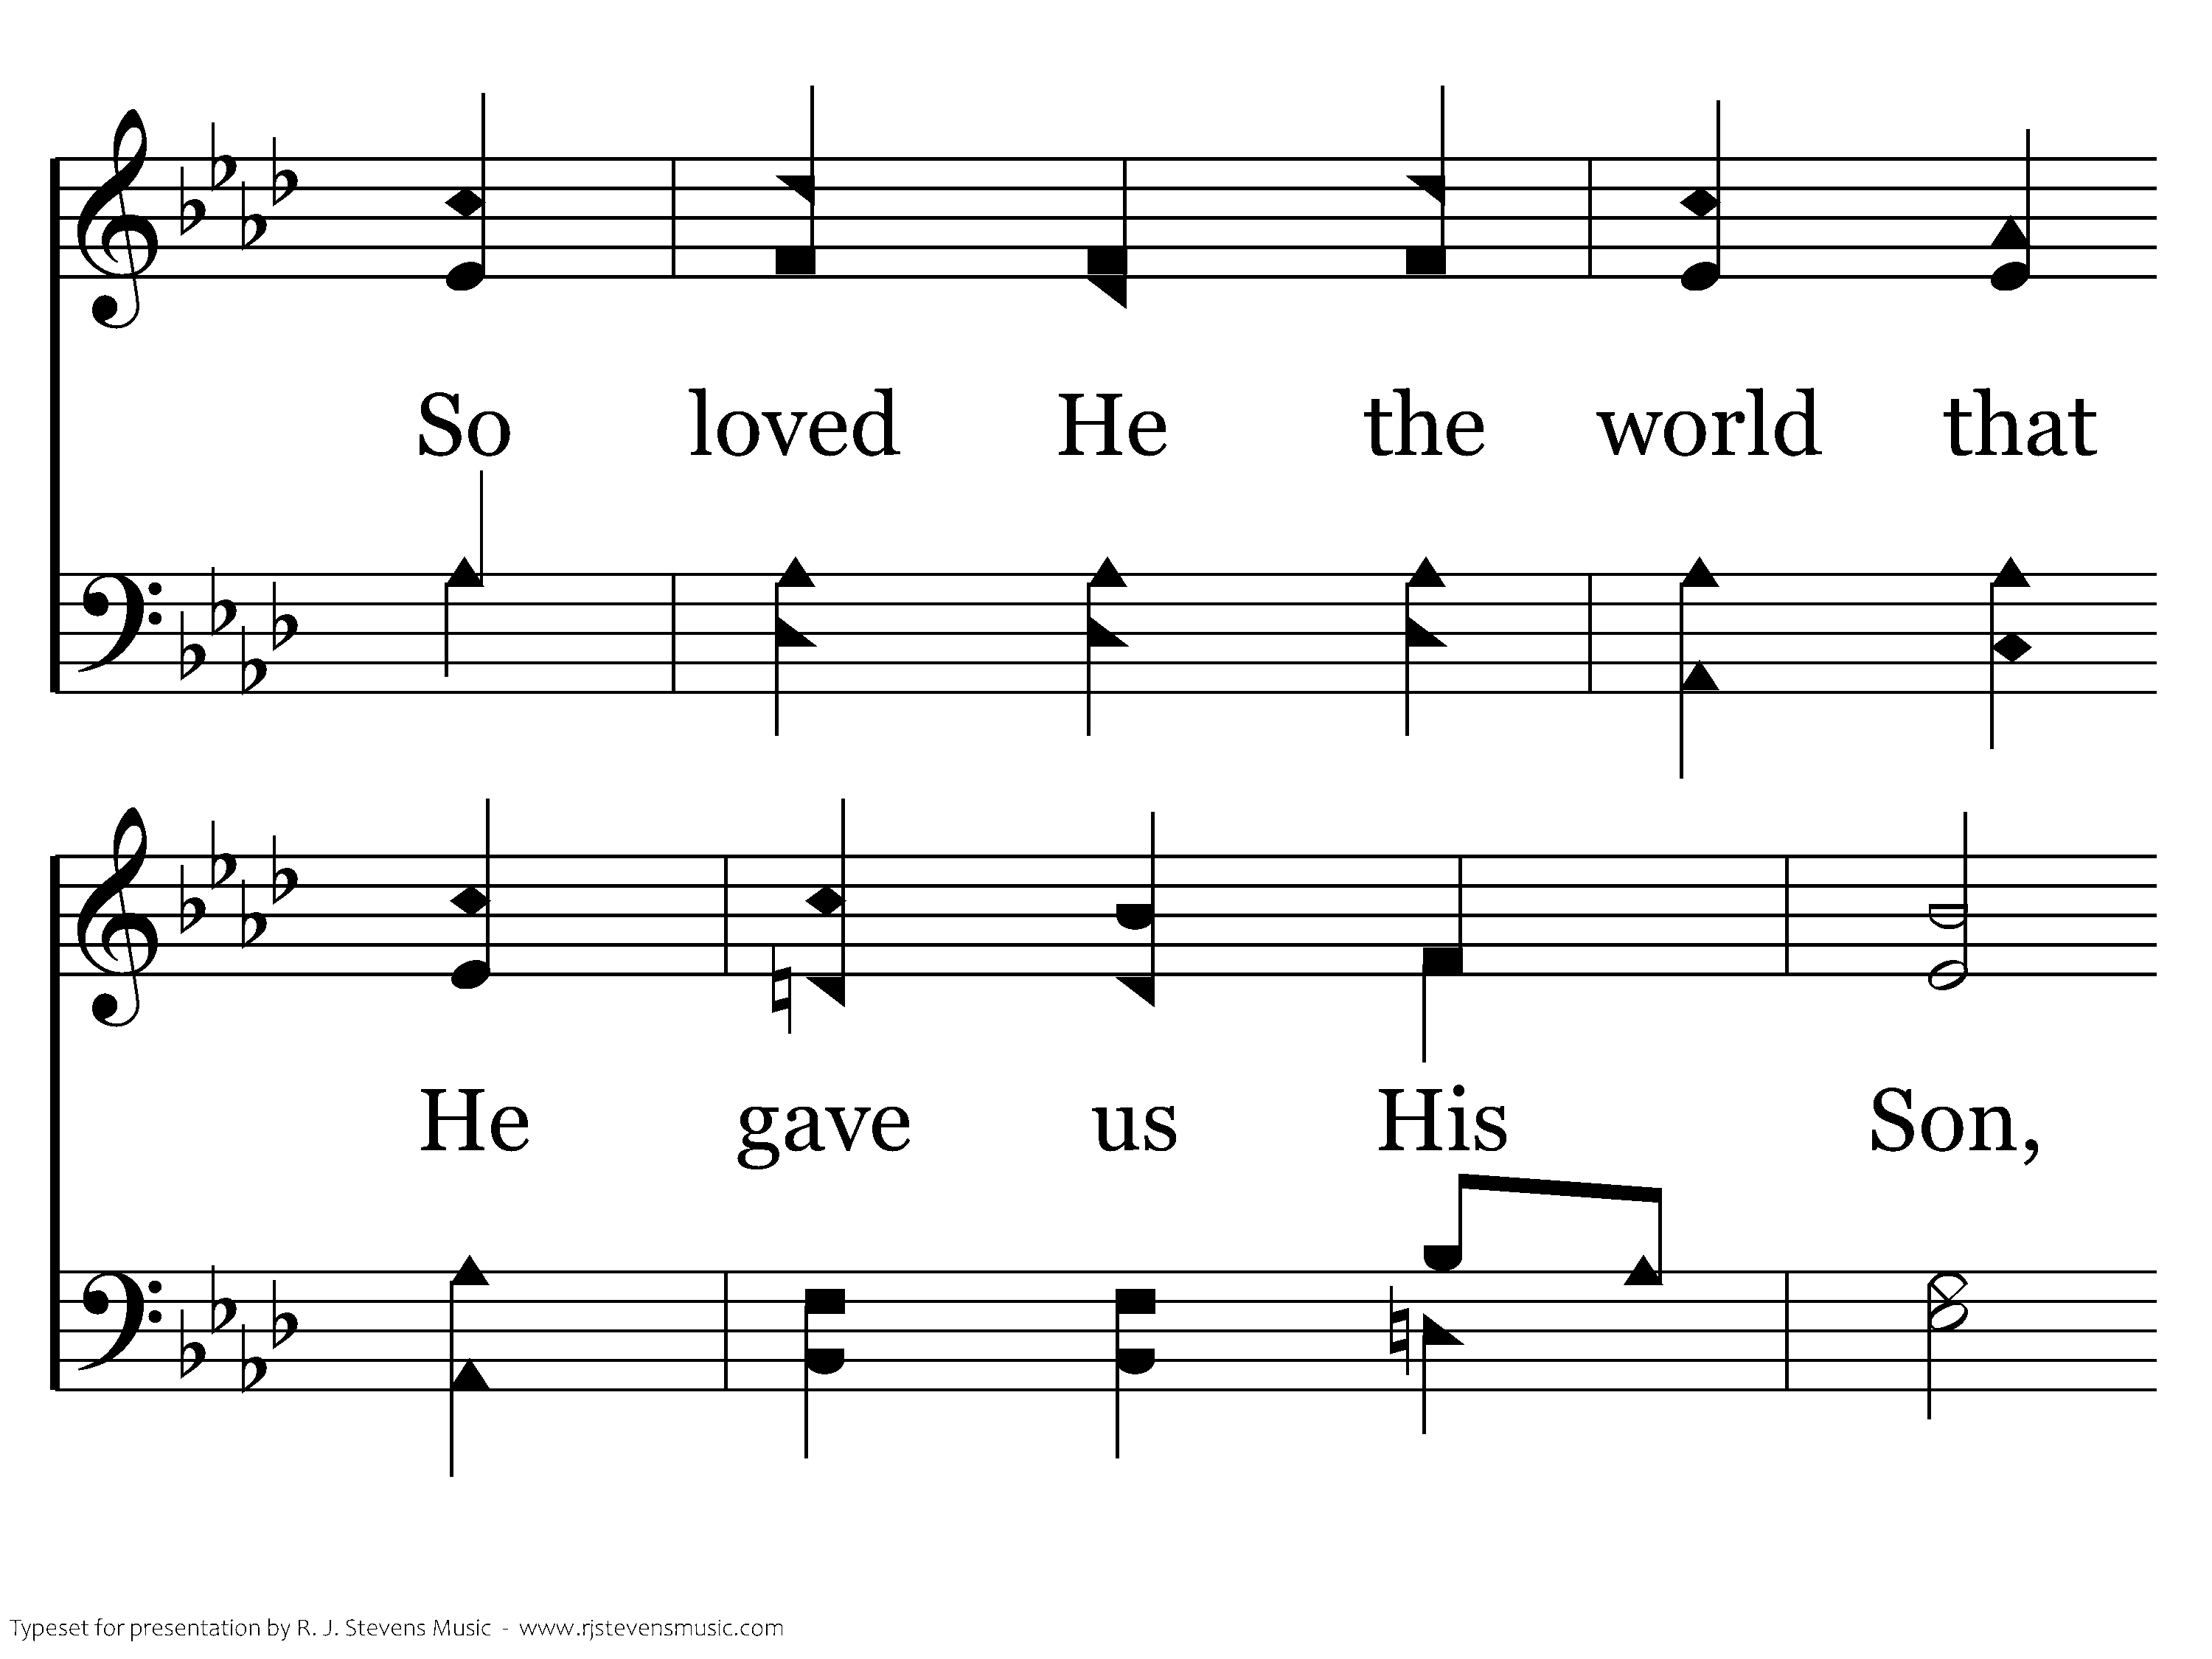 So loved He the world that
He gave us His Son,
Typeset for presentation by R. J. Stevens Music - www.rjstevensmusic.com